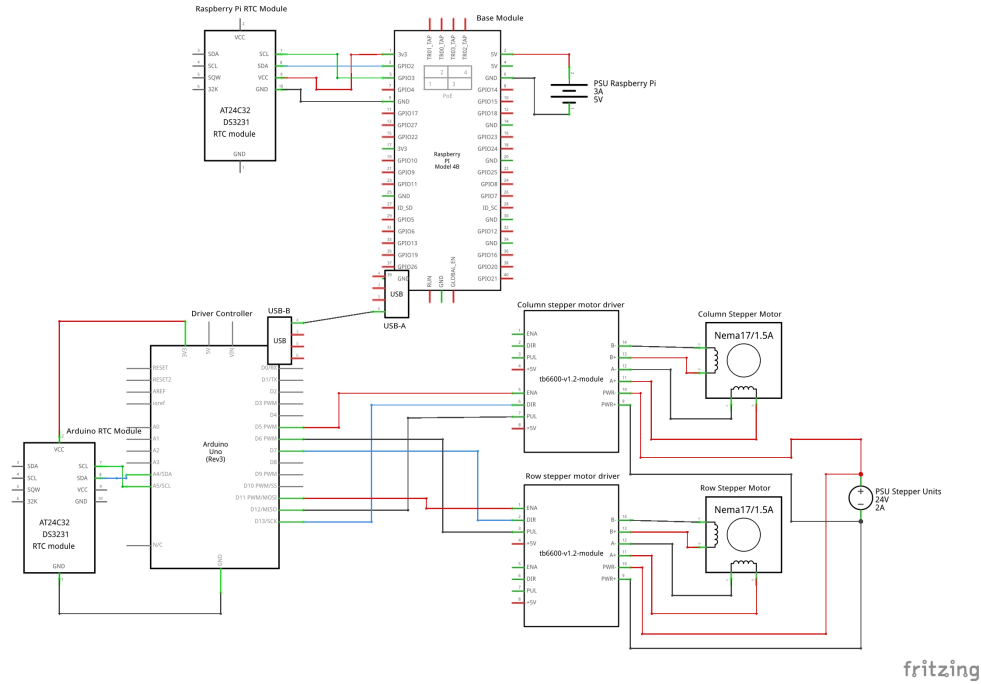 Raspberry Pi RTC Module
VCC
SDA
SCL
SQW
32K
SCL
SDA
VCC
GND
AT24C32
DS3231
RTC module
GND
Base Module
TR01_TAP
TR00_TAP
TR03_TAP
TR02_TAP
3v3
GPIO2
GPIO3
GPIO4
GND
GPIO17
GPIO27
GPIO22
3V3
GPIO10
GPIO9
GPIO11
GND
ID_SD
GPIO5
GPIO6
GPIO13
GPIO19
GPIO26
GND
2 4
1 3
PoE
Raspberry
Pi
Model 4B
5V
5V
GND
GPIO14
GPIO15
GPIO18
GND
GPIO23
GPIO24
GND
GPIO25
GPIO8
GPIO7
ID_SC
GND
GPIO12
GND
GPIO16
GPIO20
GPIO21
RUN
GND
GLOBAL_EN
PSU Raspberry Pi
3A
5V
USB
USB-A
USB-B
USB
Driver Controller
3V3
5V
VIN
RESET
RESET2
AREF
ioref
A0
A1
A2
A3
A4/SDA
A5/SCL
N/C
Arduino
Uno
(Rev3)
D0/RX
D1/TX
D2
D3 PWM
D4
D5 PWM
D6 PWM
D7
D8
D9 PWM
D10 PWM/SS
D11 PWM/MOSI
D12/MISO
D13/SCK
GND
Arduino RTC Module
VCC
SDA
SCL
SQW
32K
SCL
SDA
VCC
GND
AT24C32
DS3231
RTC module
GND
Column stepper motor driver
ENA
DIR
PUL
+5V
ENA
DIR
PUL
+5V
tb6600-v1.2-module
B-
B+
A-
A+
PWR-
PWR+
Column Stepper Motor
Nema17/1.5A
Row stepper motor driver
ENA
DIR
PUL
+5V
ENA
DIR
PUL
+5V
tb6600-v1.2-module
B-
B+
A-
A+
PWR-
PWR+
Row Stepper Motor
Nema17/1.5A
PSU Stepper Units
24V
2A
fritzing